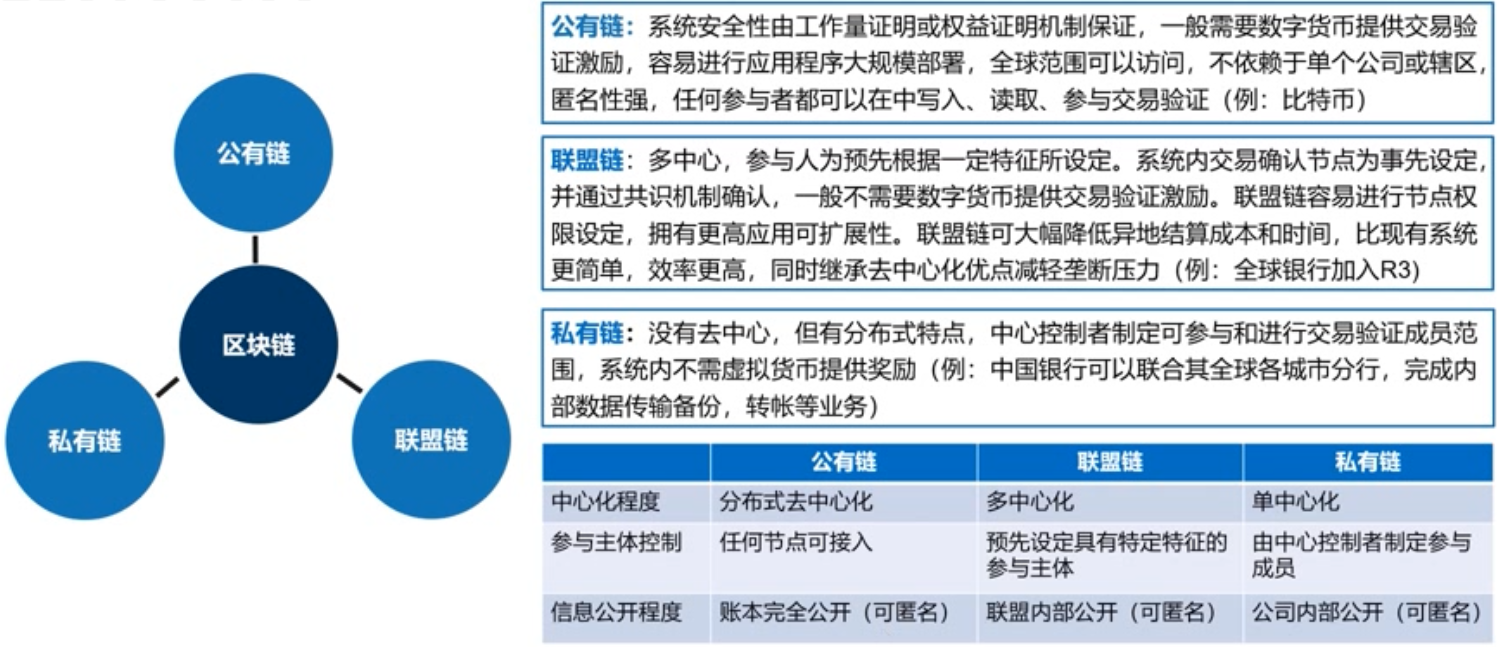 公有链
区块链
私有链
联盟链
公有链：系统安全性由工作量证明或权益证明机制保证，一般需要数字货币提供交易验
证激励，容易进行应用程序大规模部署，全球范围可以访问，不依赖于单个公司或辖区，
匿名性强，任何参与者都可以在中写入、读取、参与交易验证（例：比特币）
联盟链：多中心，参与人为预先根据一定特征所设定。系统内交易确认节点为事先设定，
并通过共识机制确认，一般不需要数字货币提供交易验证激励。联盟链容易进行节点权
限设定，拥有更高应用可扩展性。联盟链可大幅降低异地结算成本和时间，比现有系统
更简单，效率更高，同时继承去中心化优点减轻垄断压力（例：全球银行加入R3）
私有链：没有去中心，但有分布式特点，中心控制者制定可参与和进行交易验证成员范
围，系统内不需虚拟货币提供奖励（例：中国银行可以联合其全球各城市分行，完成内
部数据传输备份，转帐等业务）
公有链 联盟链 私有链
中心化程度 分布式去中心化 多中心化 单中心化
参与主体控制 任何节点可接入 预先设定具有特定特征的 由中心控制者制定参与
参与主体 成员
信息公开程度 账本完全公开（可匿名） 联盟内部公开（可匿名） 公司内部公开（可匿名）